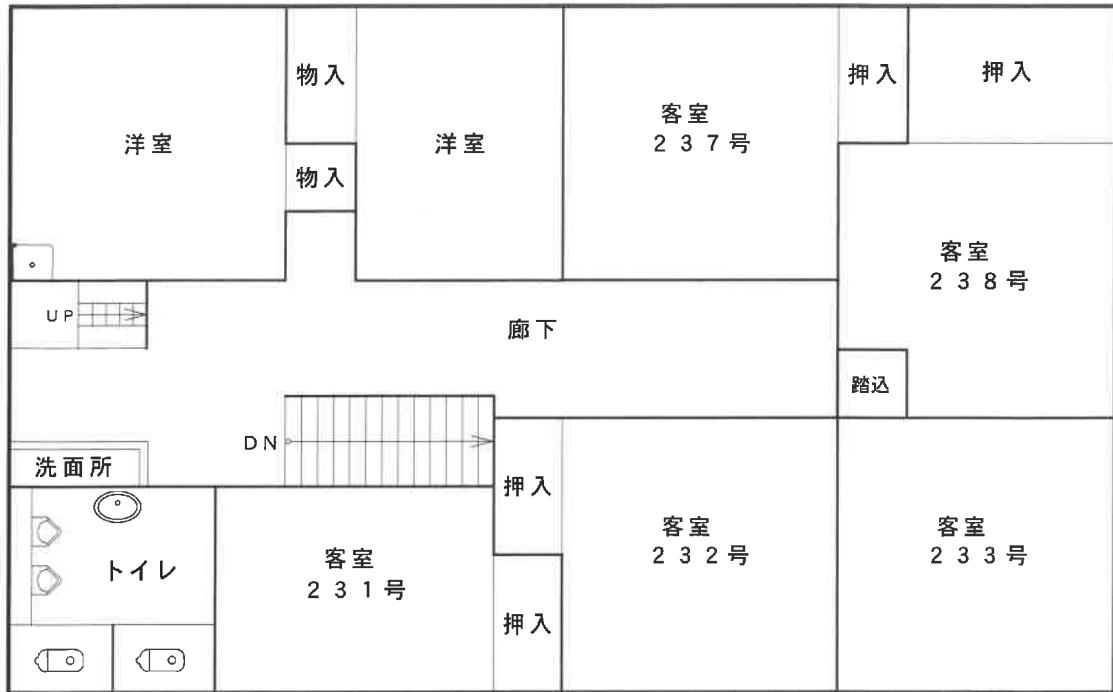 物入
押入
押入
洋室
洋室
客室
２３７号
物入
客室
２３８号
UP
廊下
踏込
DN
洗面所
押入
客室
２３１号
客室
２３２号
客室
２３３号
トイレ
押入